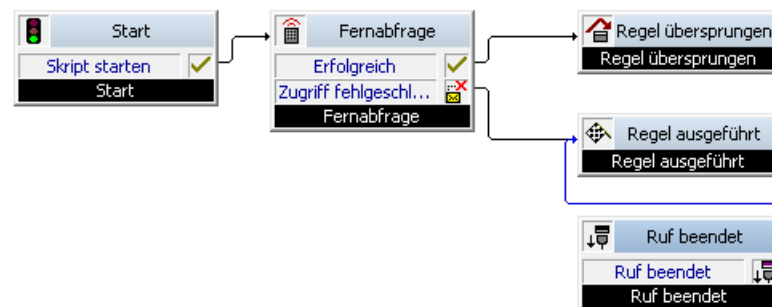 Start
Skript starten
Start
Fernabfrage
Erfolgreich
Zugriff fehlgeschl...
Fernabfrage
Regel übersprungen
Regel übersprungen
Regel ausgeführt
Regel ausgeführt
Ruf beendet
Ruf beendet
Ruf beendet